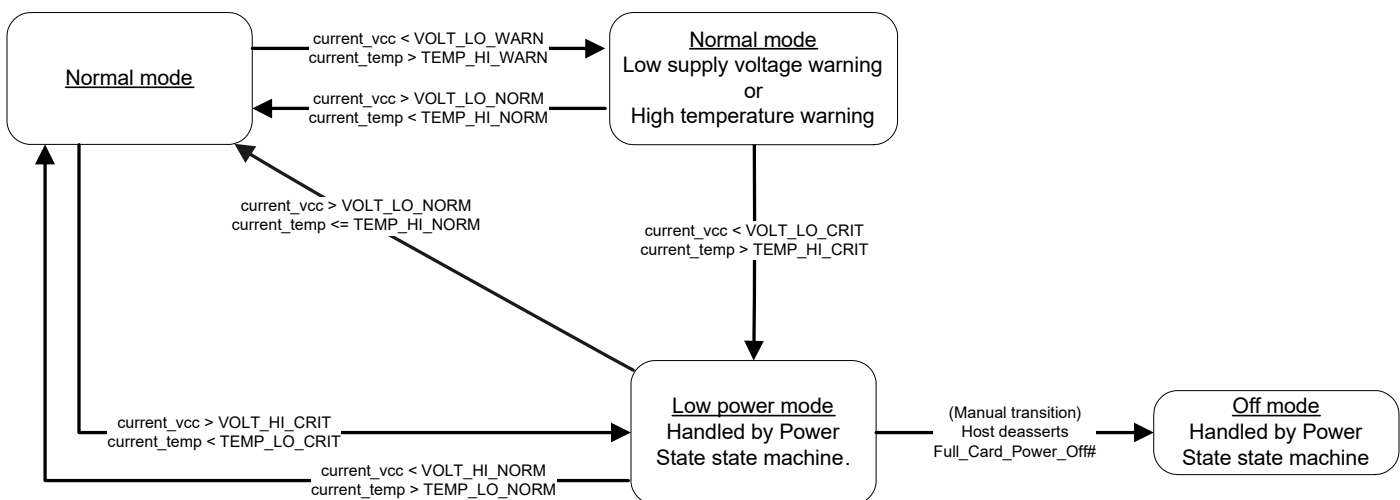 Normal mode
current_vcc < VOLT_LO_WARN
current_temp > TEMP_HI_WARN
current_vcc > VOLT_LO_NORM
current_temp < TEMP_HI_NORM
Normal mode
Low supply voltage warning
or
High temperature warning
current_vcc > VOLT_LO_NORM
current_temp <= TEMP_HI_NORM
current_vcc < VOLT_LO_CRIT
current_temp > TEMP_HI_CRIT
current_vcc > VOLT_HI_CRIT
current_temp < TEMP_LO_CRIT
current_vcc < VOLT_HI_NORM
current_temp > TEMP_LO_NORM
Low power mode
Handled by Power
State state machine.
(Manual transition)
Host deasserts
Full_Card_Power_Off#
Off mode
Handled by Power
State state machine